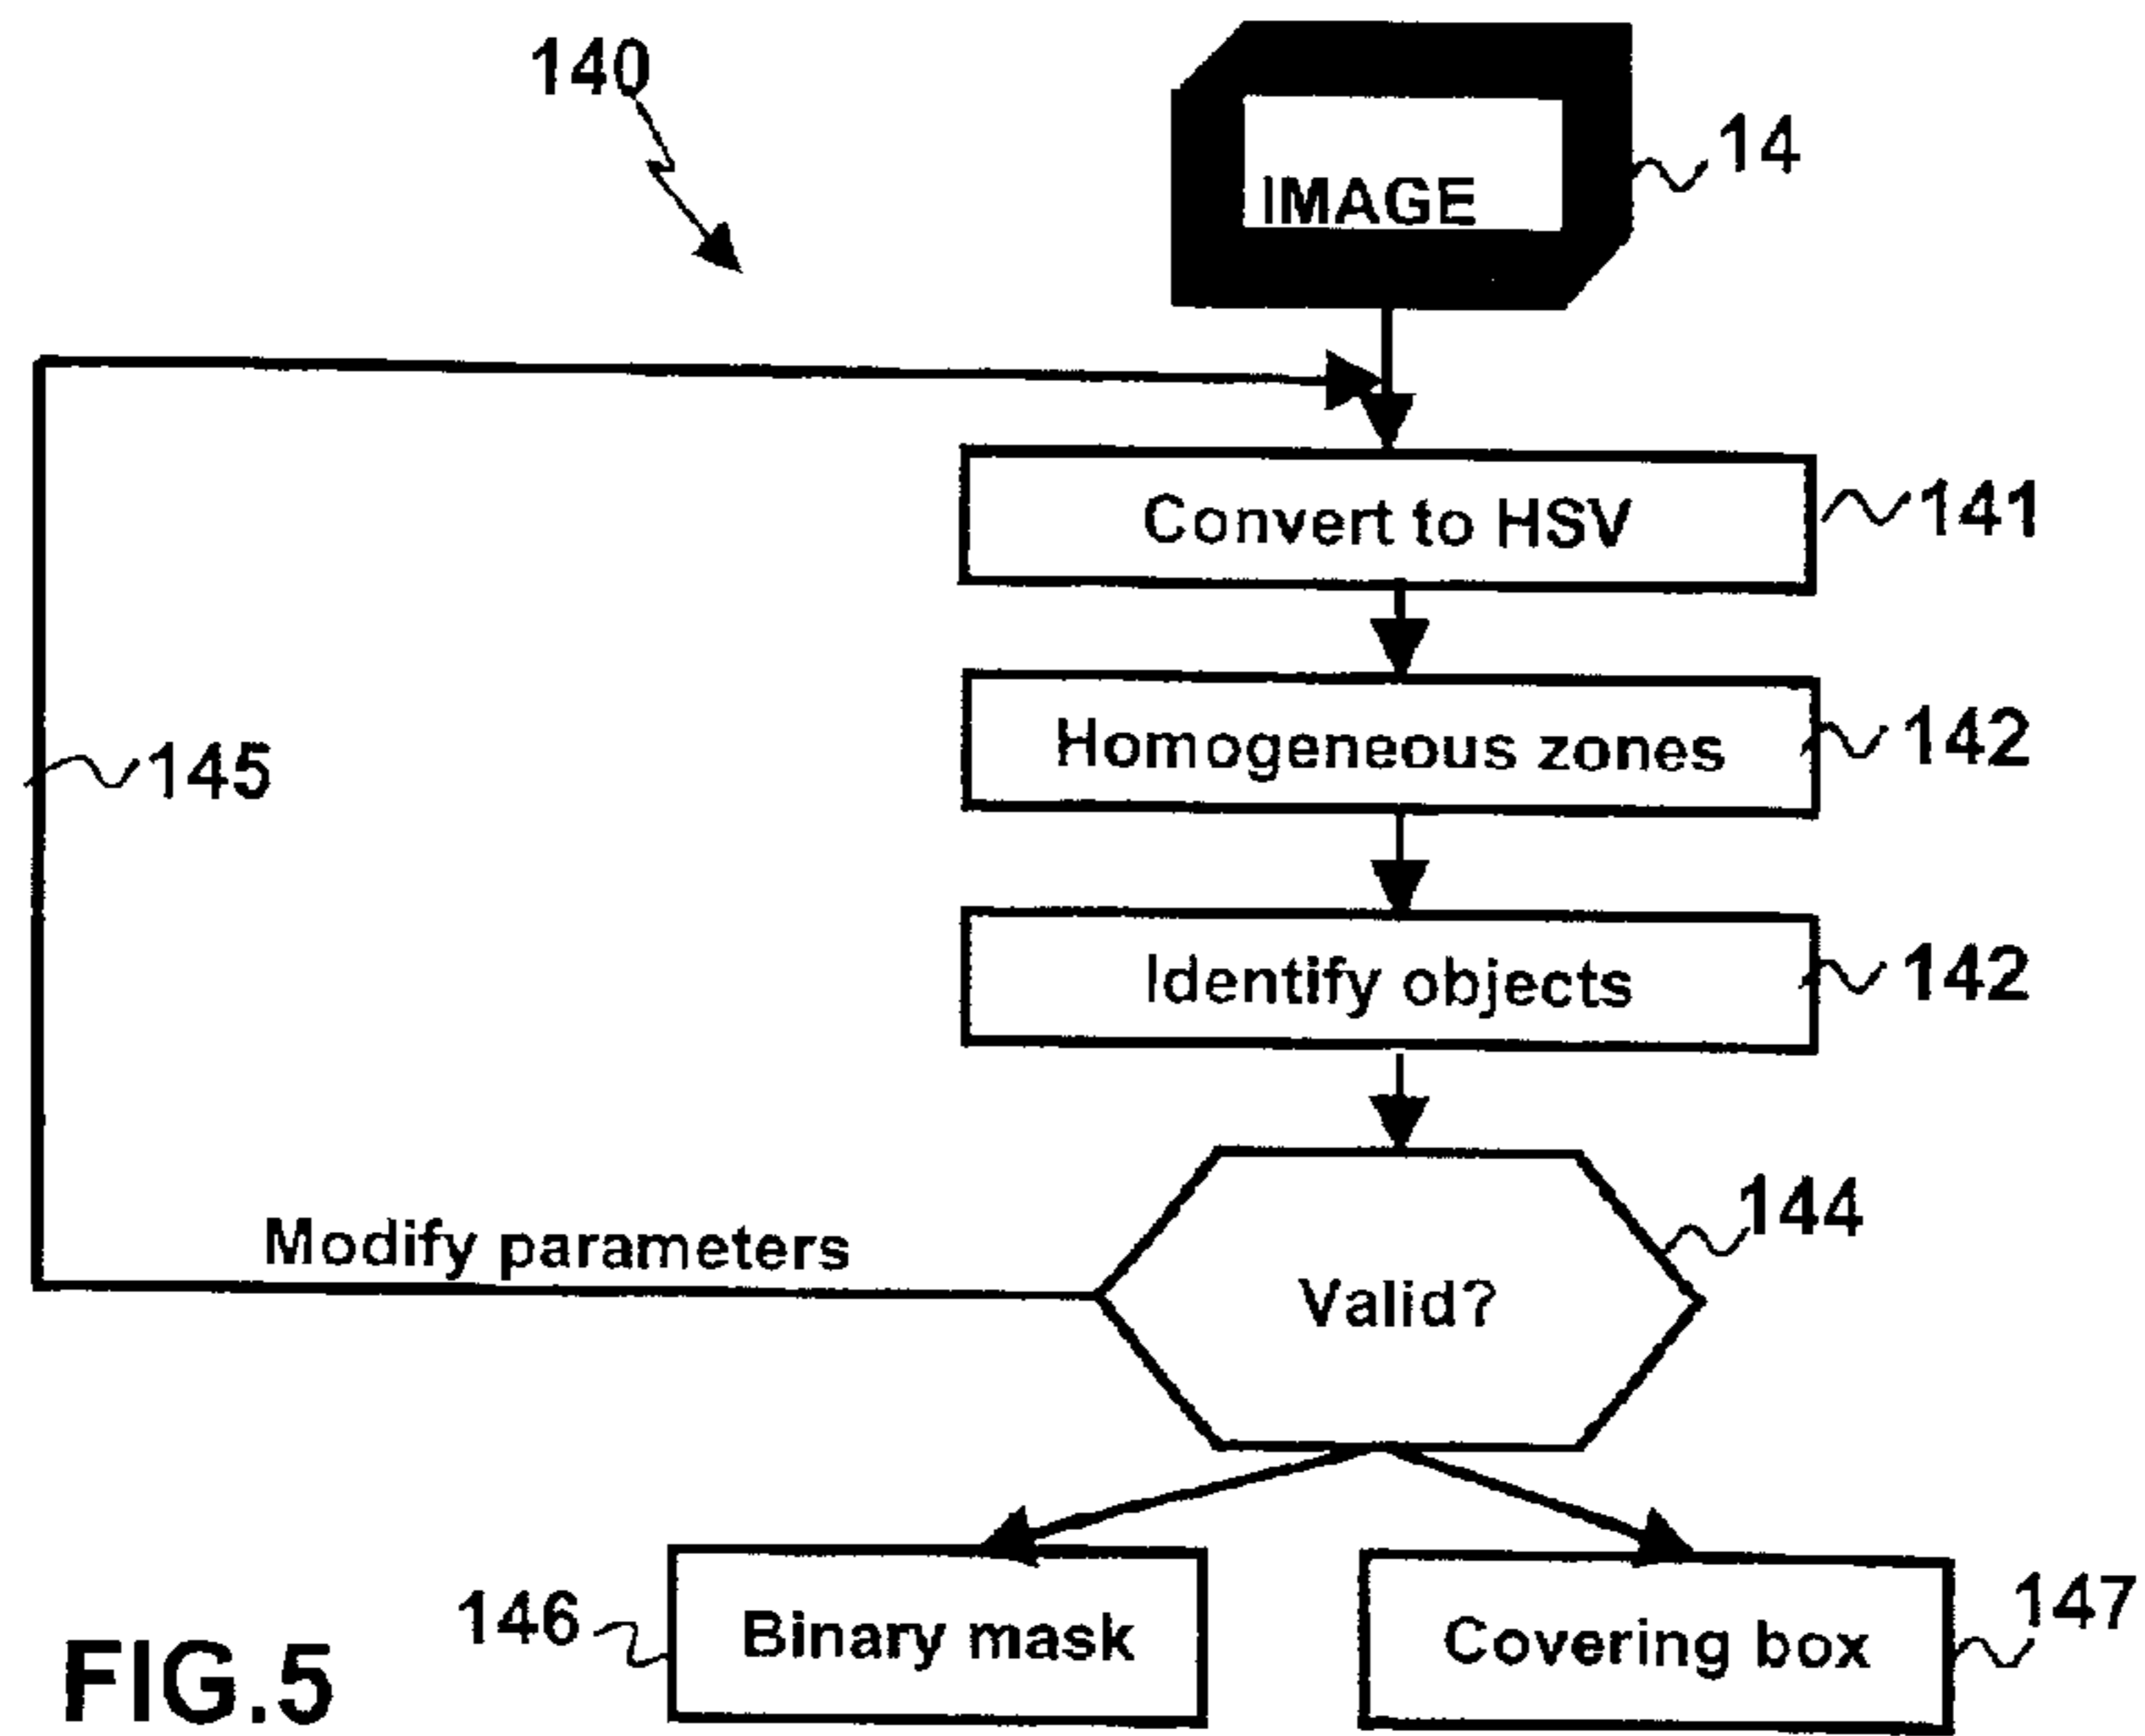 140
IMAGE
14
Convert to HSV
141
Homogeneous zones
142
145
Identify objects
142
144
Modify parameters
Valid?
146
Binary mask
Covering box
147
FIG.5